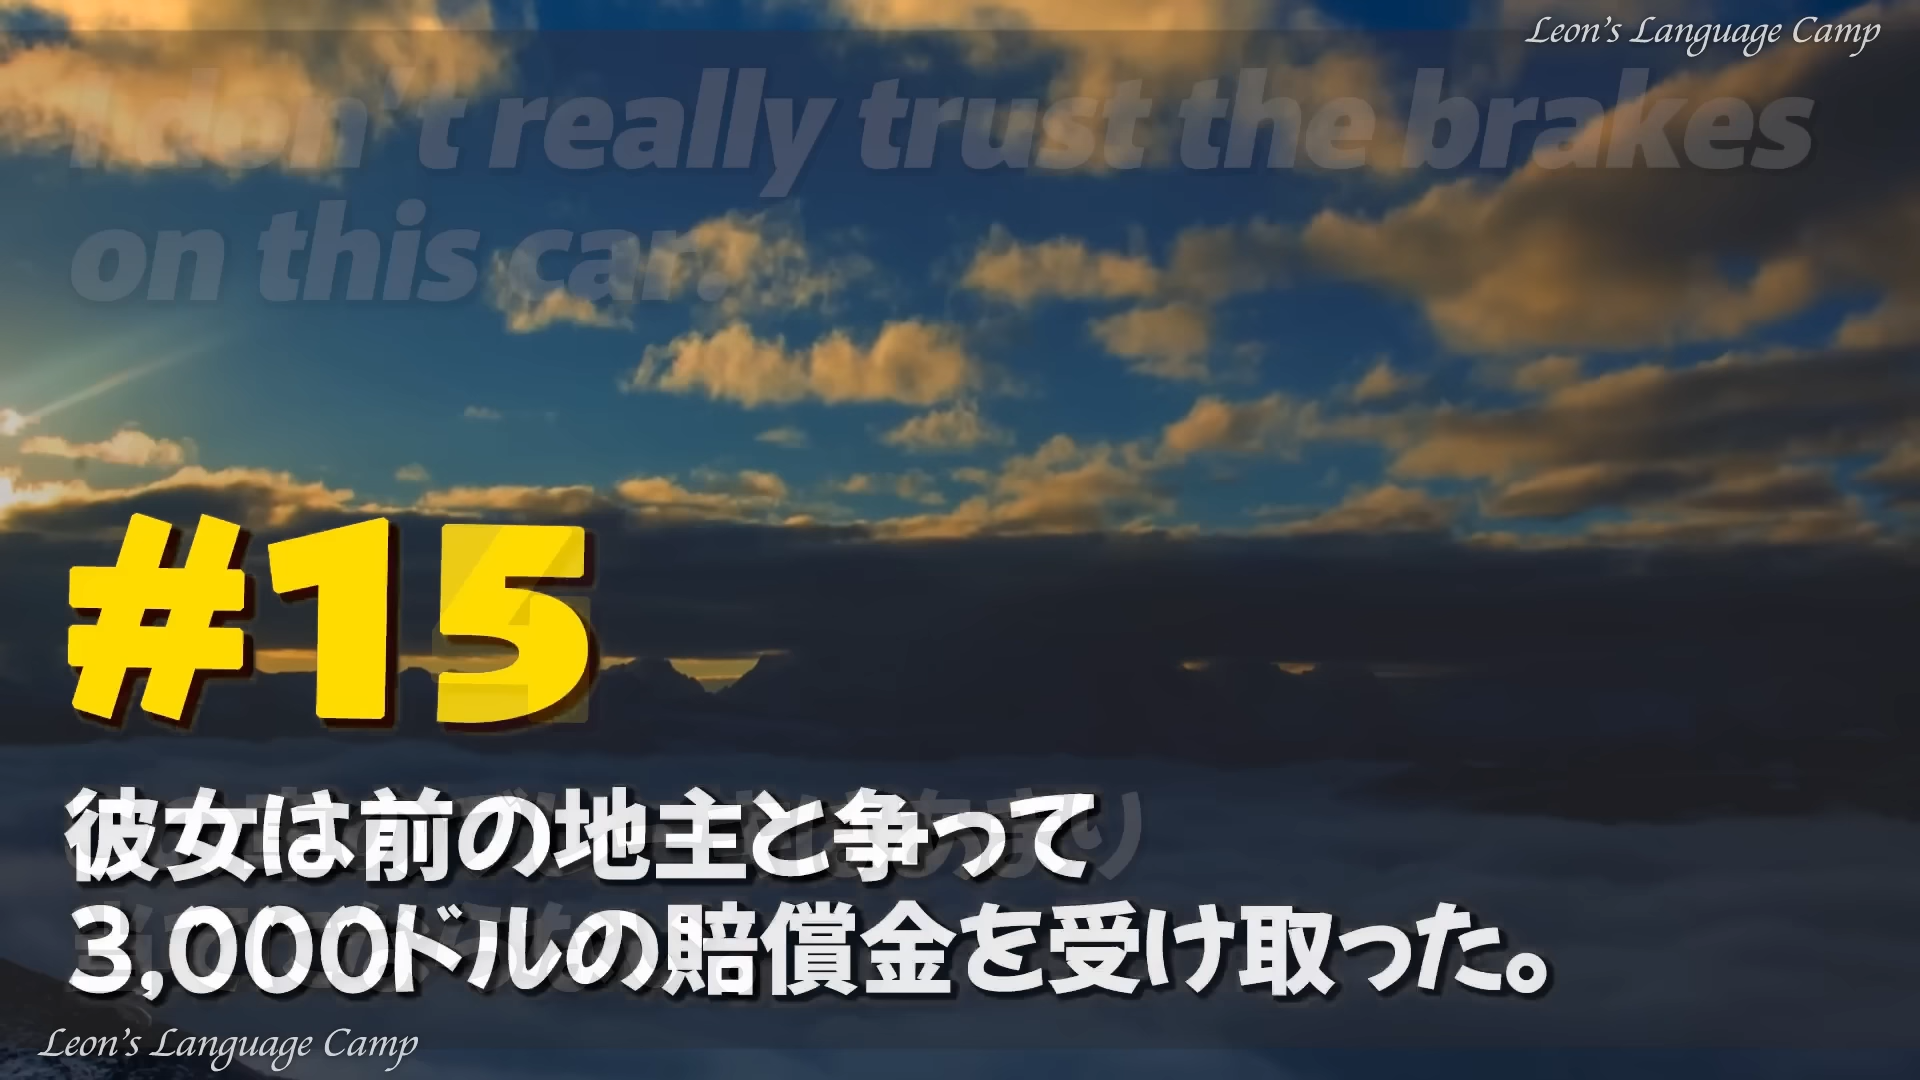 Leon's Language Camp
I don't really trust the brakes
on this car.
#15
彼女は前の地主と争って
3,000ドルの賠償金を受け取った。
Leon's Language Camp